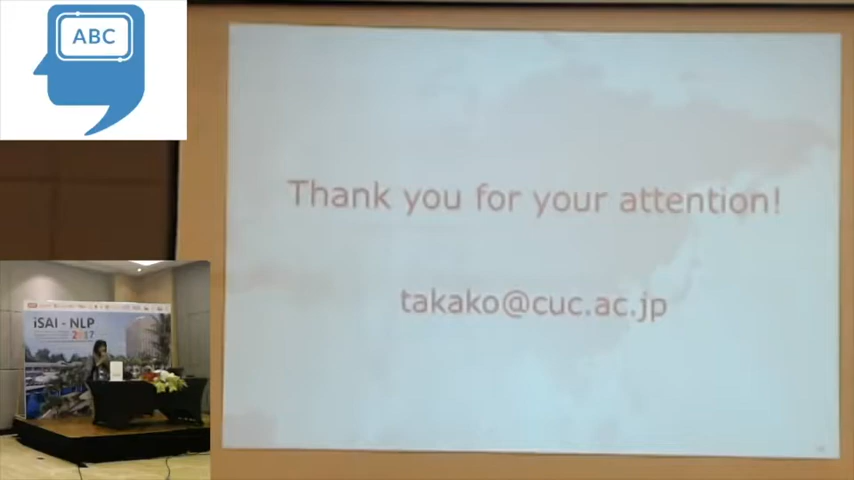 ABC
Thank you for your attention!
takako@cuc.ac.jp
iSAI - NLP
2017